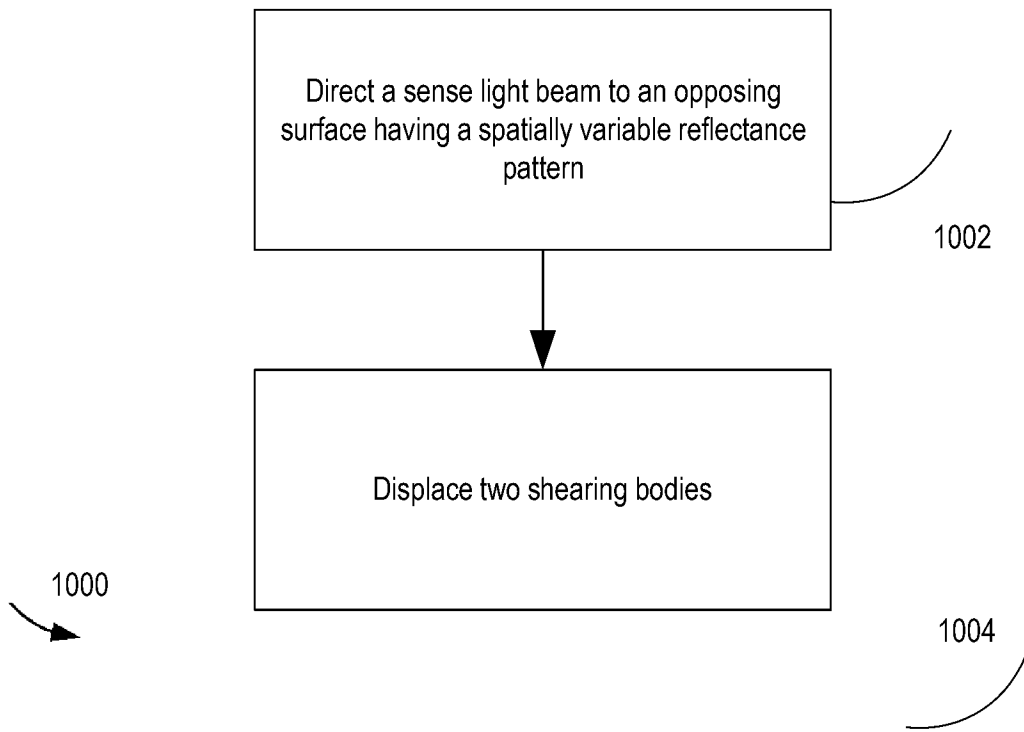 Direct a sense light beam to an opposing
surface having a spatially variable reflectance
pattern
1002
Displace two shearing bodies
1000
1004